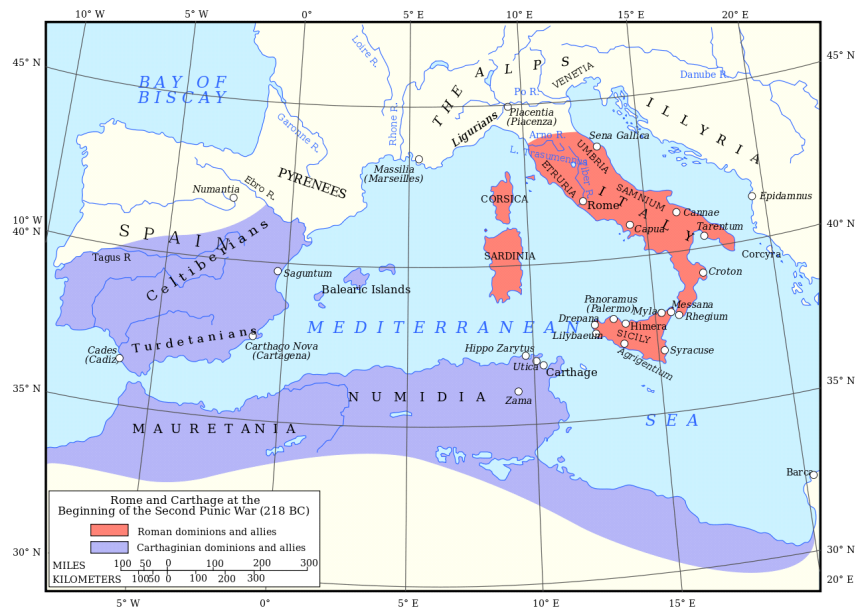 10° W
5° W
0°
5° E
10° E
15° E
20° E
45° N
45° N
BAY OF
BISCAY
Loire R.
THE ALPS
VENETIA
Danube R.
Po R.
Placentia
(Piacenza)
ILLYRIA
Garonne R.
Rhone R.
Ligurians
Arno R.
Sena Gallica
L. Trasumennus
UMBRIA
Massilia
(Marseilles)
PYRENEES
Numantia
Ebro R.
ETRURIA
Tiber R.
SAMNIUM
Epidamnus
CORSICA
Rome
ITALY
Cannae
10° W
40° N
40° N
SPAIN
Capua
Tarentum
Tagus R
Celtiberians
SARDINIA
Corcyra
Saguntum
Croton
Balearic Islands
Panoramus
(Palermo)
Myla
Messana
Rhegium
Drepana
Himera
MEDITERRANEAN
Turdetanians
Lilybaeum
SICILY
Cades
(Cadiz)
Carthago Nova
(Cartagena)
Hippo Zarytus
Syracuse
Utica
Carthage
Agrigentium
35° N
35° N
Zama
NUMIDIA
SEA
MAURETANIA
Barca
Rome and Carthage at the
Beginning of the Second Punic War (218 BC)
Roman dominions and allies
Carthaginian dominions and allies
MILES 100 50 0 100 200 300
KILOMETERS 100 50 0 100 200 300
30° N
30° N
20° E
5° W
0°
5° E
10° E
15° E